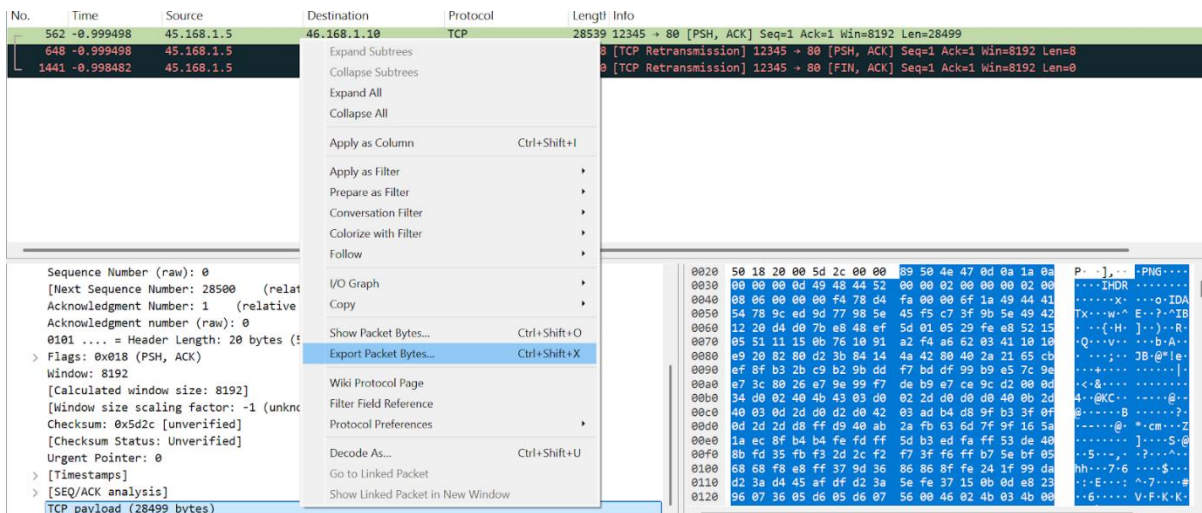 No. Time Source Destination Protocol Length Info
562 -0.999498 45.168.1.5 46.168.1.10 TCP 28539 12345 → 80 [PSH, ACK] Seq=1 Ack=1 Win=8192 Len=28499
648 -0.999498 45.168.1.5 8 [TCP Retransmission] 12345 → 80 [PSH, ACK] Seq=1 Ack=1 Win=8192 Len=8
1441 -0.998482 45.168.1.5 0 [TCP Retransmission] 12345 → 80 [FIN, ACK] Seq=1 Ack=1 Win=8192 Len=0
Expand Subtrees
Collapse Subtrees
Expand All
Collapse All
Apply as Column Ctrl+Shift+I
Apply as Filter
Prepare as Filter
Conversation Filter
Colorize with Filter
Follow
I/O Graph
Copy
Show Packet Bytes... Ctrl+Shift+O
Export Packet Bytes... Ctrl+Shift+X
Wiki Protocol Page
Filter Field Reference
Protocol Preferences
Decode As... Ctrl+Shift+U
Go to Linked Packet
Show Linked Packet in New Window
Sequence Number (raw): 0
[Next Sequence Number: 28500 (relat
Acknowledgment Number: 1 (relative
Acknowledgment number (raw): 0
0101 .... = Header Length: 20 bytes (5
Flags: 0x018 (PSH, ACK)
Window: 8192
[Calculated window size: 8192]
[Window size scaling factor: -1 (unkno
Checksum: 0x5d2c [unverified]
[Checksum Status: Unverified]
Urgent Pointer: 0
[Timestamps]
[SEQ/ACK analysis]
TCP payload (28499 bytes)
0020 50 18 20 00 5d 2c 00 00 89 50 4e 47 0d 0a 1a 0a P· ·],·· ·PNG····
0030 00 00 00 0d 49 48 44 52 00 00 02 00 00 00 02 00 ····IHDR ········
0040 08 06 00 00 00 f4 78 d4 fa 00 00 6f 1a 49 44 41 ······x· ···o·IDA
0050 54 78 9c ed 9d 77 98 5e 45 f5 c7 3f 9b 5e 49 42 Tx···w·^ E··?·^IB
0060 12 20 d4 d0 7b e8 48 ef 5d 01 05 29 fe e8 52 15 · ··{·H· ]··)··R·
0070 05 51 11 15 0b 76 10 91 a2 f4 a6 62 03 41 10 10 ·Q···v·· ···b·A··
0080 e9 20 82 80 d2 3b 84 14 4a 42 80 40 2a 21 65 cb · ···;·· JB·@*!e·
0090 ef 8f b3 2b c9 b2 9b dd f7 bd df 99 b9 e5 7c 9e ···+···· ······|·
00a0 e7 3c 80 26 e7 9e 99 f7 de b9 e7 ce 9c d2 00 0d ·<·&···· ········
00b0 34 d0 02 40 4b 43 03 d0 02 2d d0 d0 d0 40 0b 2d 4··@KC·· ·-···@·-
00c0 40 03 0d 2d d0 d2 d0 42 03 ad b4 d8 9f b3 3f 0f @··-···B ······?·
00d0 0d 2d 2d d8 ff d9 40 ab 2a fb 63 6d 7f 9f 16 5a ·--···@· *·cm···Z
00e0 1a ec 8f b4 b4 fe fd ff 5d b3 ed fa ff 53 de 40 ········ ]····S·@
00f0 8b fd 35 fb f3 2d 2c f2 f7 3f f6 ff b7 5e bf 05 ··5··-,· ·?···^··
0100 68 68 f8 e8 ff 37 9d 36 86 86 8f fe 24 1f 99 da hh···7·6 ····$···
0110 d2 3a d4 45 af df d2 3a 5e fe 37 15 0b 0d e8 23 ·:·E···: ^·7····#
0120 96 07 36 05 d6 05 d6 07 56 00 46 02 4b 03 4b 00 ··6····· V·F·K·K·